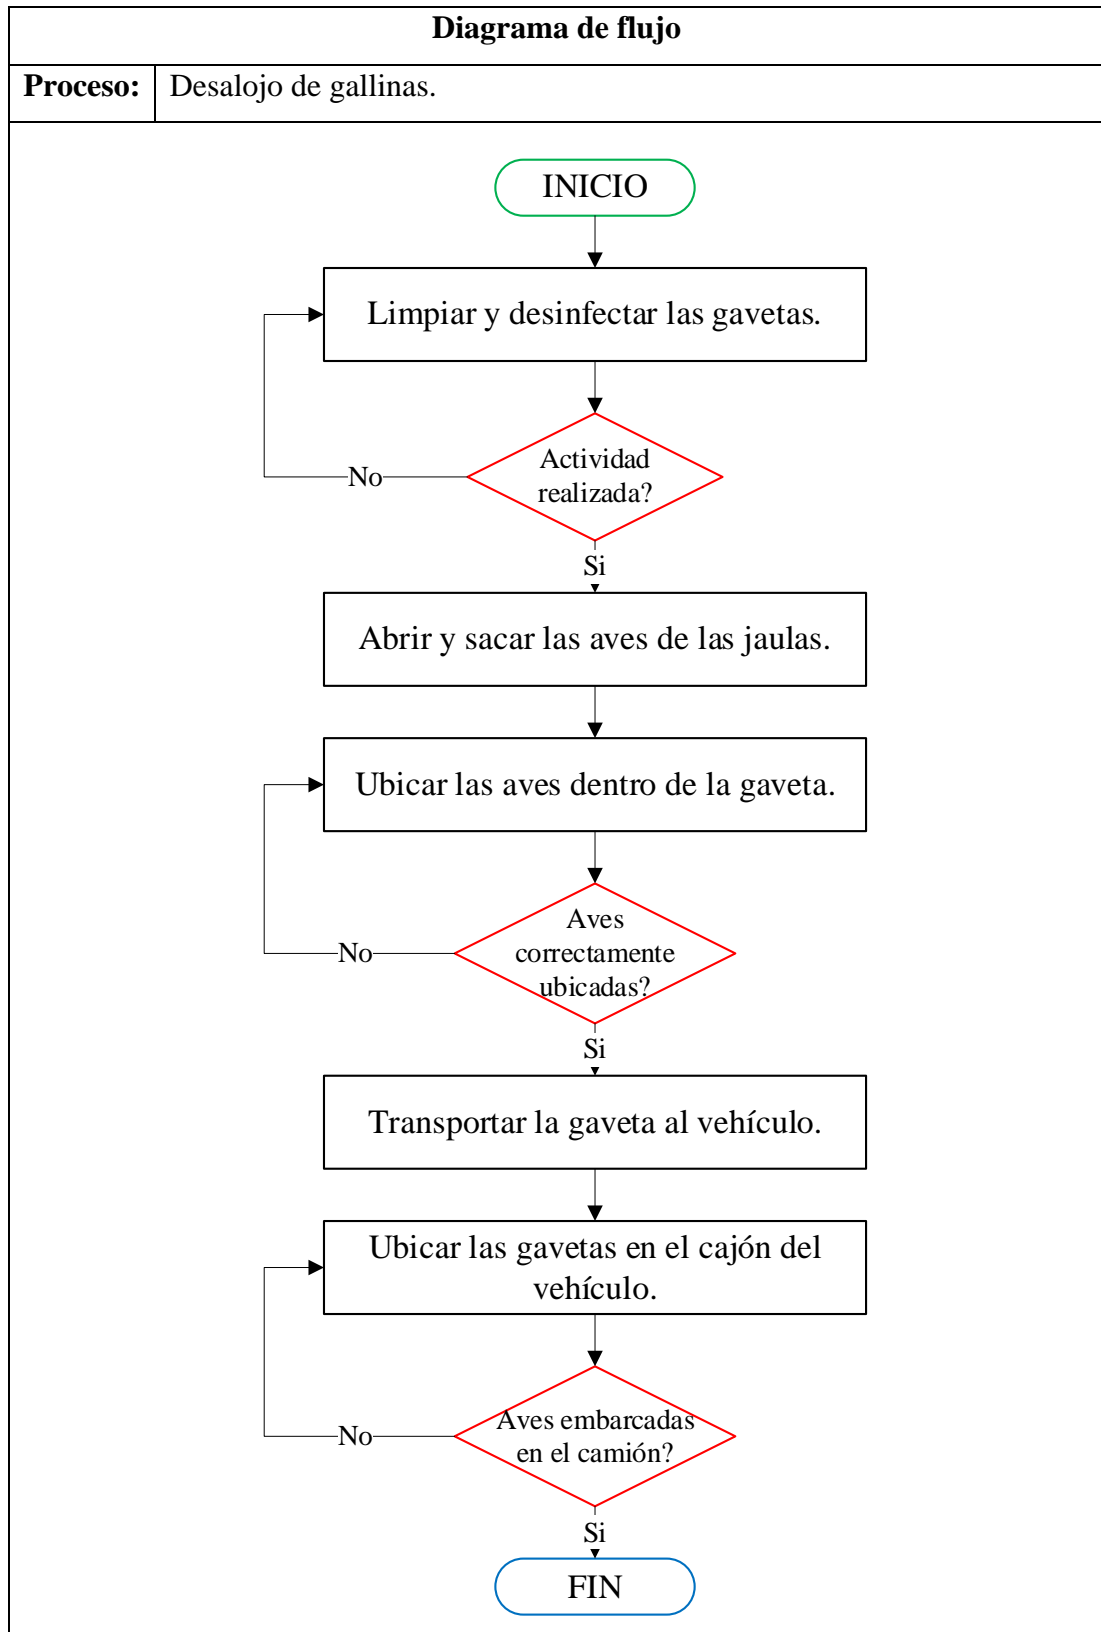 Diagrama de flujo
Proceso: Desalojo de gallinas.
INICIO
Limpiar y desinfectar las gavetas.
Actividad
realizada?
No
Si
Abrir y sacar las aves de las jaulas.
Ubicar las aves dentro de la gaveta.
Aves
correctamente
ubicadas?
No
Si
Transportar la gaveta al vehículo.
Ubicar las gavetas en el cajón del
vehículo.
Aves embarcadas
en el camión?
No
Si
FIN